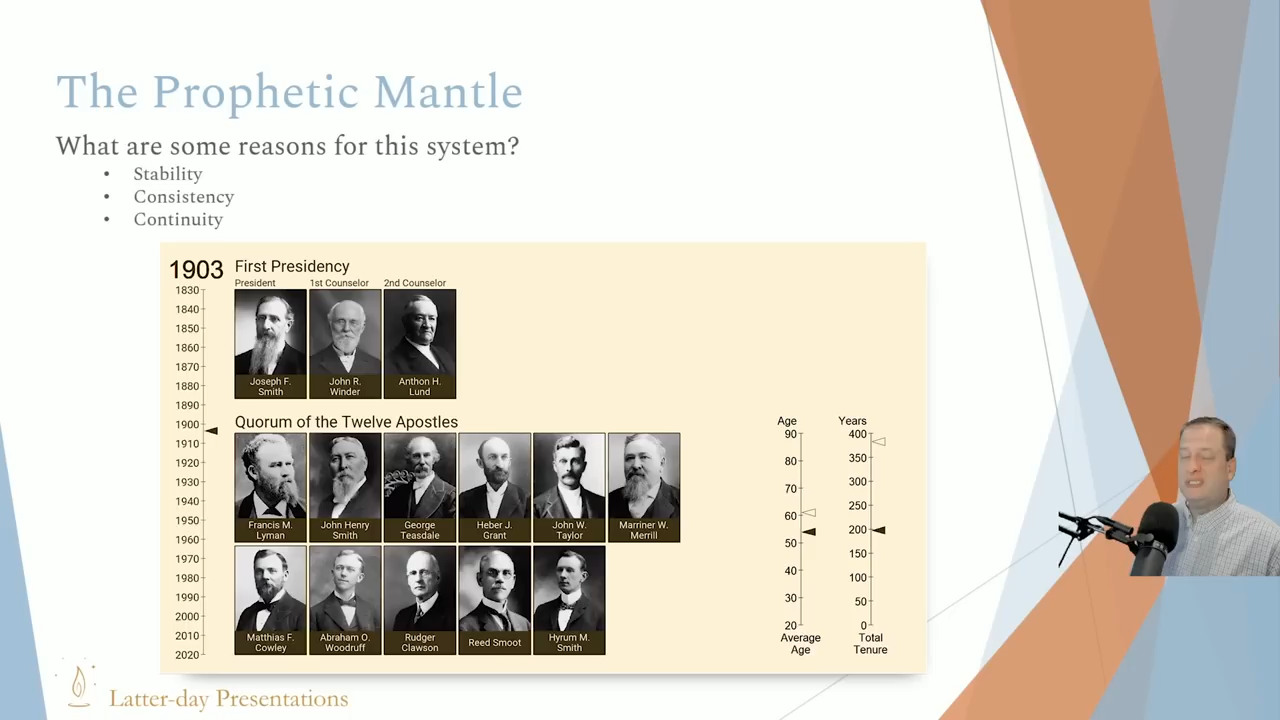 The Prophetic Mantle
What are some reasons for this system?
• Stability
• Consistency
• Continuity
1903
First Presidency
President 1st Counselor 2nd Counselor
Joseph F. Smith
John R. Winder
Anthon H. Lund
Quorum of the Twelve Apostles
Francis M. Lyman
John Henry Smith
George Teasdale
Heber J. Grant
John W. Taylor
Marriner W. Merrill
Matthias F. Cowley
Abraham O. Woodruff
Rudger Clawson
Reed Smoot
Hyrum M. Smith
1830
1840
1850
1860
1870
1880
1890
1900
1910
1920
1930
1940
1950
1960
1970
1980
1990
2000
2010
2020
Age
90
80
70
60
50
40
30
20
Average Age
Years
400
350
300
250
200
150
100
50
0
Total Tenure
Latter-day Presentations